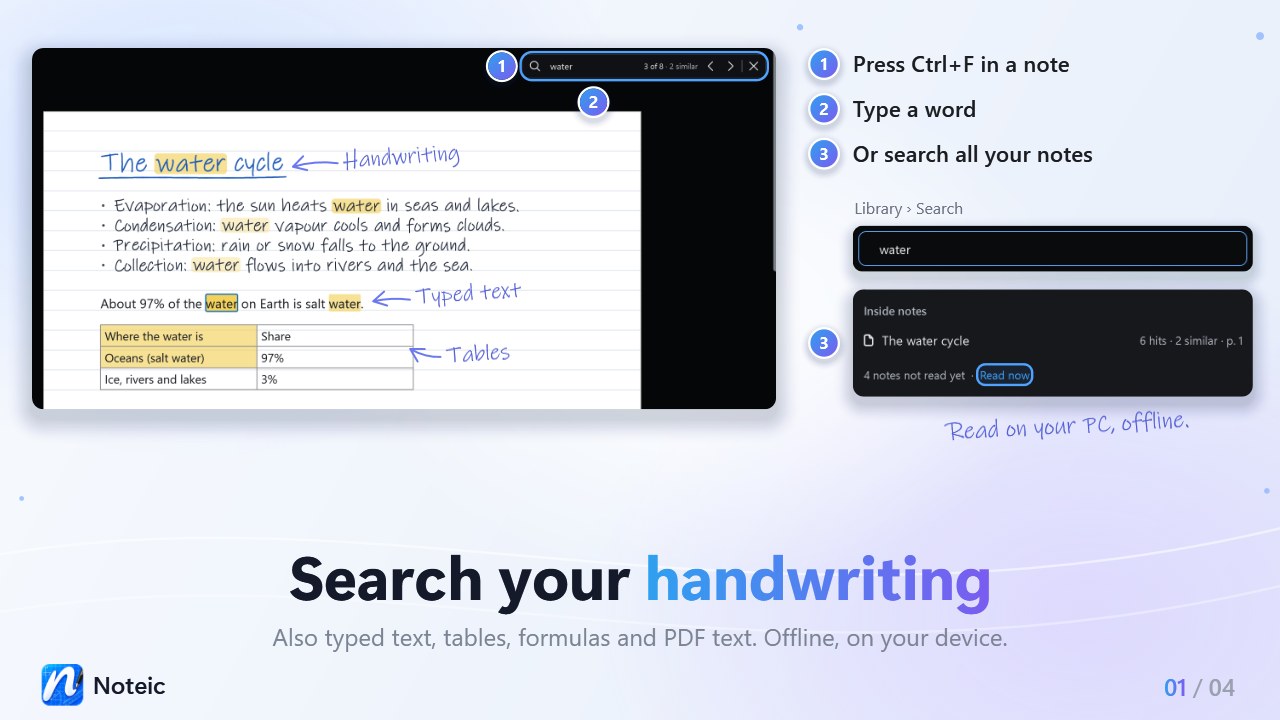 1
water
3 of 8 · 2 similar
2
The water cycle
Handwriting
· Evaporation: the sun heats water in seas and lakes.
· Condensation: water vapour cools and forms clouds.
· Precipitation: rain or snow falls to the ground.
· Collection: water flows into rivers and the sea.
About 97% of the water on Earth is salt water.
Typed text
Where the water is Share
Oceans (salt water) 97%
Ice, rivers and lakes 3%
Tables
1 Press Ctrl+F in a note
2 Type a word
3 Or search all your notes
Library › Search
water
Inside notes
3
The water cycle 6 hits · 2 similar · p. 1
4 notes not read yet · Read now
Read on your PC, offline.
Search your handwriting
Also typed text, tables, formulas and PDF text. Offline, on your device.
n Noteic
01 / 04